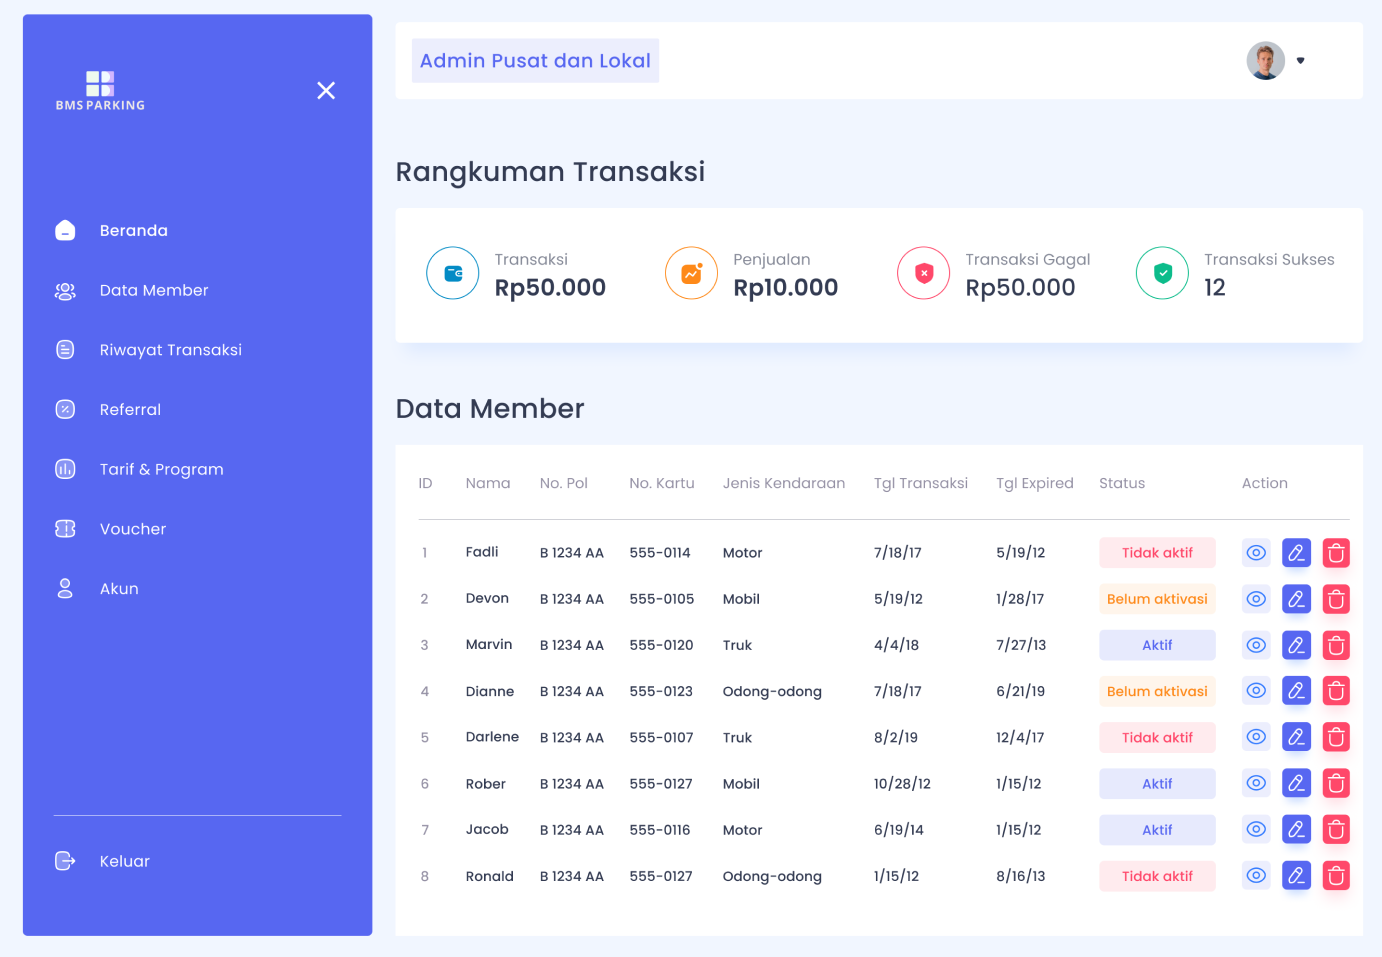 BMS PARKING
Beranda
Data Member
Riwayat Transaksi
Referral
Tarif & Program
Voucher
Akun
Keluar
Admin Pusat dan Lokal
Rangkuman Transaksi
Transaksi
Rp50.000
Penjualan
Rp10.000
Transaksi Gagal
Rp50.000
Transaksi Sukses
12
Data Member
ID Nama No. Pol No. Kartu Jenis Kendaraan Tgl Transaksi Tgl Expired Status Action
1 Fadli B 1234 AA 555-0114 Motor 7/18/17 5/19/12 Tidak aktif
2 Devon B 1234 AA 555-0105 Mobil 5/19/12 1/28/17 Belum aktivasi
3 Marvin B 1234 AA 555-0120 Truk 4/4/18 7/27/13 Aktif
4 Dianne B 1234 AA 555-0123 Odong-odong 7/18/17 6/21/19 Belum aktivasi
5 Darlene B 1234 AA 555-0107 Truk 8/2/19 12/4/17 Tidak aktif
6 Rober B 1234 AA 555-0127 Mobil 10/28/12 1/15/12 Aktif
7 Jacob B 1234 AA 555-0116 Motor 6/19/14 1/15/12 Aktif
8 Ronald B 1234 AA 555-0127 Odong-odong 1/15/12 8/16/13 Tidak aktif